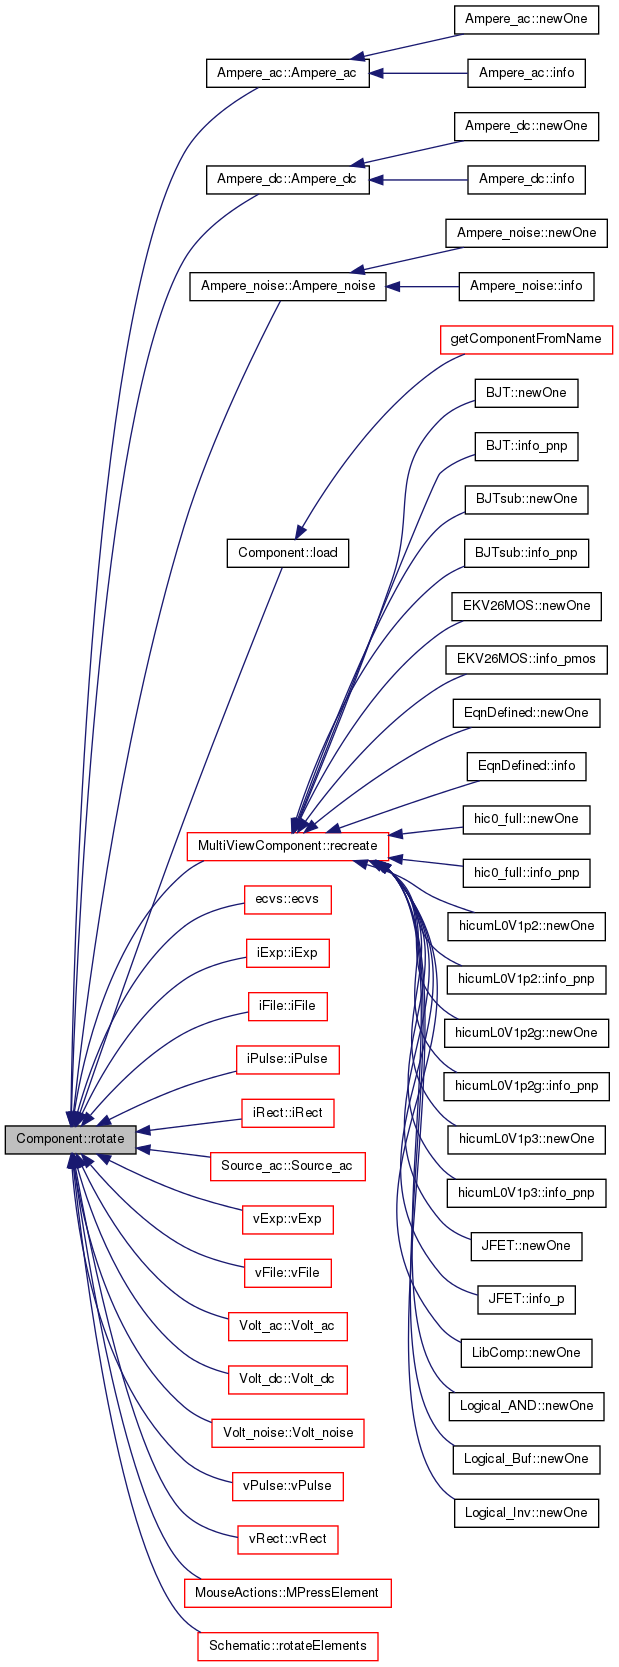 Ampere_ac::newOne
Ampere_ac::Ampere_ac
Ampere_ac::info
Ampere_dc::newOne
Ampere_dc::Ampere_dc
Ampere_dc::info
Ampere_noise::newOne
Ampere_noise::Ampere_noise
Ampere_noise::info
getComponentFromName
BJT::newOne
BJT::info_pnp
BJTsub::newOne
Component::load
BJTsub::info_pnp
EKV26MOS::newOne
EKV26MOS::info_pmos
EqnDefined::newOne
EqnDefined::info
hic0_full::newOne
MultiViewComponent::recreate
hic0_full::info_pnp
ecvs::ecvs
hicumL0V1p2::newOne
iExp::iExp
hicumL0V1p2::info_pnp
iFile::iFile
hicumL0V1p2g::newOne
iPulse::iPulse
hicumL0V1p2g::info_pnp
iRect::iRect
Component::rotate
hicumL0V1p3::newOne
Source_ac::Source_ac
hicumL0V1p3::info_pnp
vExp::vExp
JFET::newOne
vFile::vFile
JFET::info_p
Volt_ac::Volt_ac
LibComp::newOne
Volt_dc::Volt_dc
Logical_AND::newOne
Volt_noise::Volt_noise
Logical_Buf::newOne
vPulse::vPulse
Logical_Inv::newOne
vRect::vRect
MouseActions::MPressElement
Schematic::rotateElements